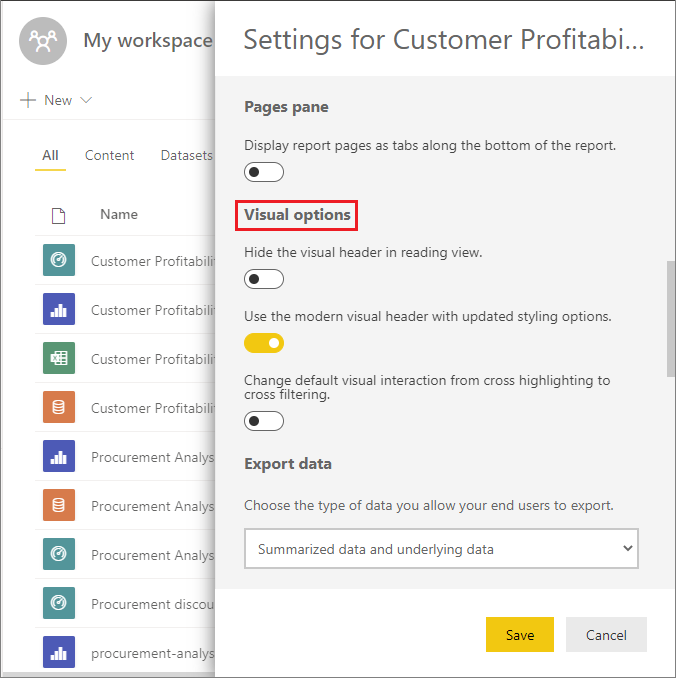 My workspace
New
All Content Datasets
Name
Customer Profitabili
Customer Profitabili
Customer Profitabili
Customer Profitabili
Procurement Analys
Procurement Analys
Procurement Analys
Procurement discou
procurement-analys
Settings for Customer Profitabi...
Pages pane
Display report pages as tabs along the bottom of the report.
Visual options
Hide the visual header in reading view.
Use the modern visual header with updated styling options.
Change default visual interaction from cross highlighting to
cross filtering.
Export data
Choose the type of data you allow your end users to export.
Summarized data and underlying data
Save Cancel